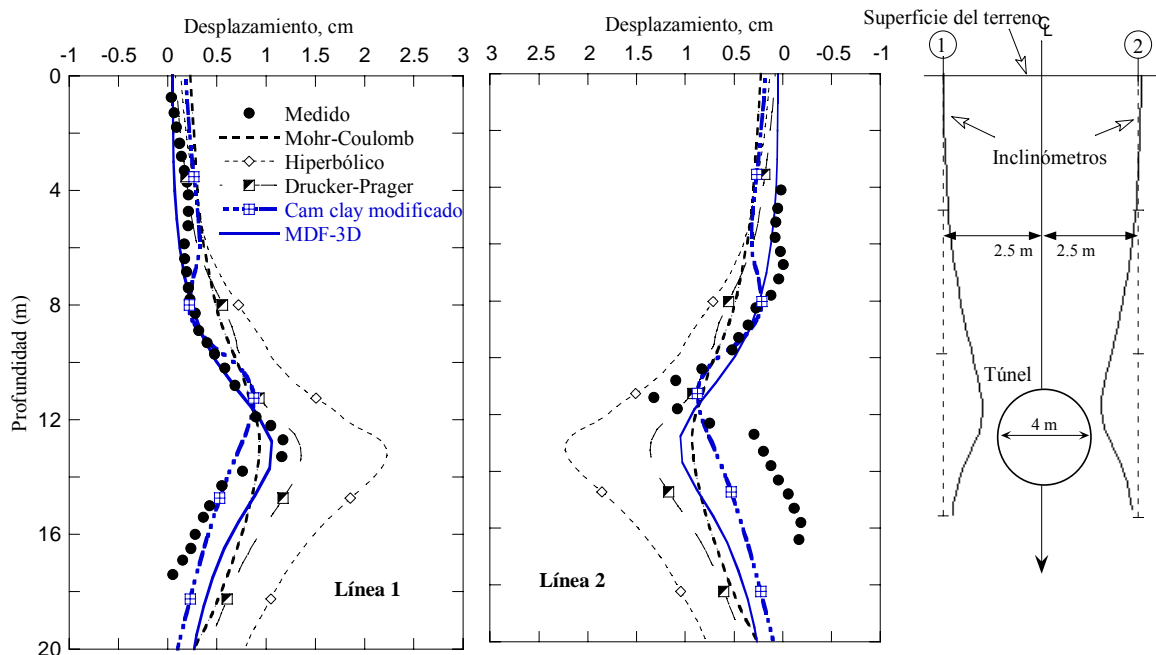 Desplazamiento, cm
-1 -0.5 0 0.5 1 1.5 2 2.5 3
0
4
8
12
16
20
Profundidad (m)
Medido
Mohr-Coulomb
Hiperbólico
Drucker-Prager
Cam clay modificado
MDF-3D
Línea 1
Desplazamiento, cm
3 2.5 2 1.5 1 0.5 0 -0.5 -1
Línea 2
Superficie del terreno
℄
1
2
Inclinómetros
2.5 m
2.5 m
Túnel
4 m